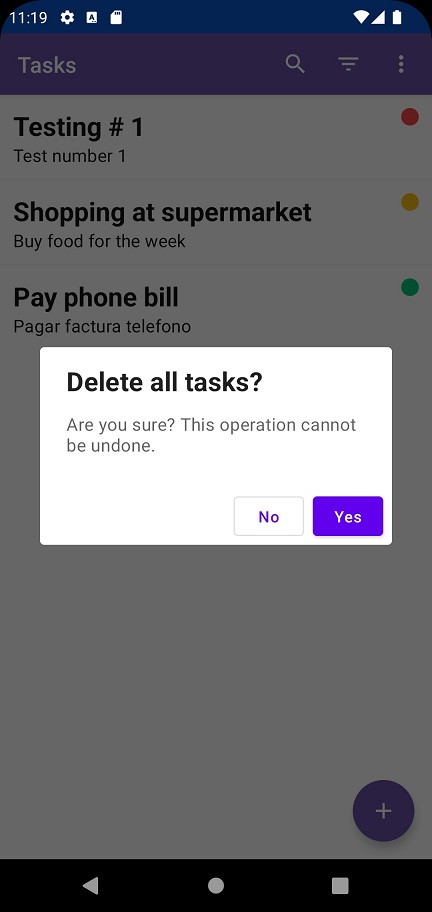 11:19
Tasks
Testing # 1
Test number 1
Shopping at supermarket
Buy food for the week
Pay phone bill
Pagar factura telefono
Delete all tasks?
Are you sure? This operation cannot
be undone.
No
Yes